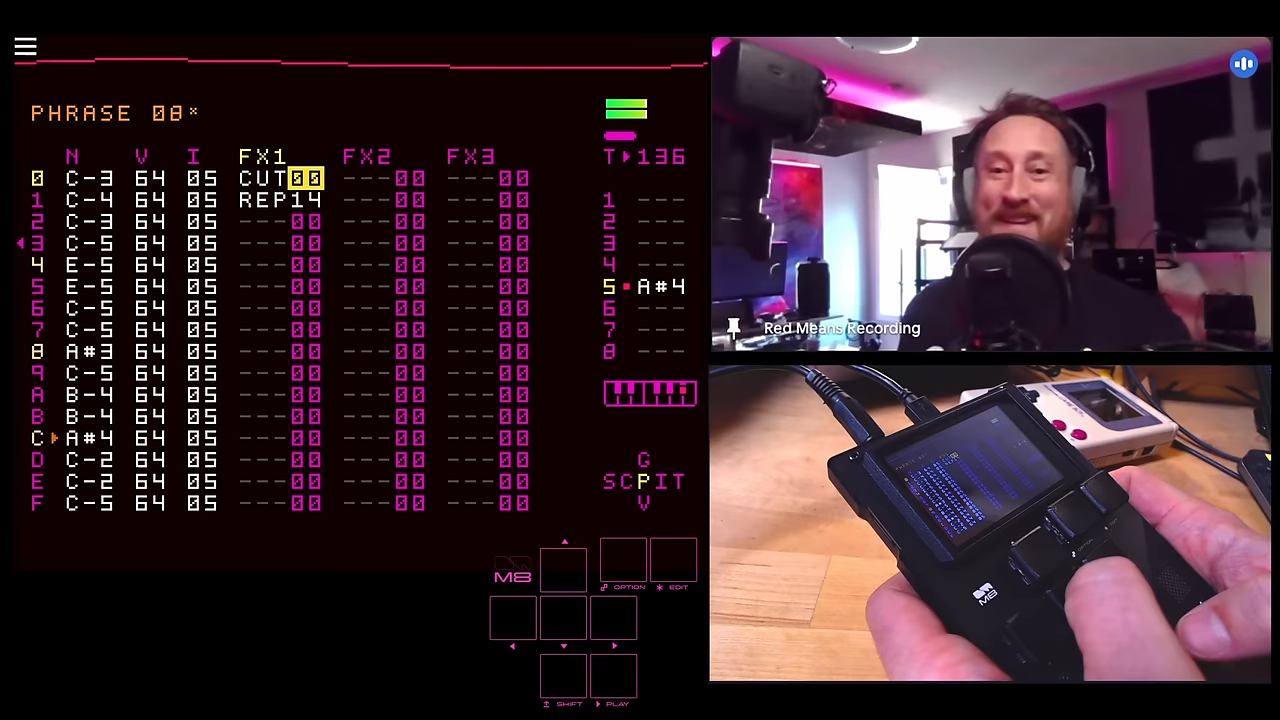 PHRASE 08*
N V I FX1 FX2 FX3 T 136
0 C-3 64 05 CUT00 ---00 ---00
1 C-4 64 05 REP14 ---00 ---00 1 ---
2 C-3 64 05 ---00 ---00 ---00 2 ---
3 C-5 64 05 ---00 ---00 ---00 3 ---
4 E-5 64 05 ---00 ---00 ---00 4 ---
5 E-5 64 05 ---00 ---00 ---00 5 A#4
6 C-5 64 05 ---00 ---00 ---00 6 ---
7 C-5 64 05 ---00 ---00 ---00 7 ---
8 A#3 64 05 ---00 ---00 ---00 8 ---
9 C-5 64 05 ---00 ---00 ---00
A B-4 64 05 ---00 ---00 ---00
B B-4 64 05 ---00 ---00 ---00
C A#4 64 05 ---00 ---00 ---00
D C-2 64 05 ---00 ---00 ---00 G
E C-2 64 05 ---00 ---00 ---00 SCPIT
F C-5 64 05 ---00 ---00 ---00 V
M8
OPTION EDIT
SHIFT PLAY
Red Means Recording
M8